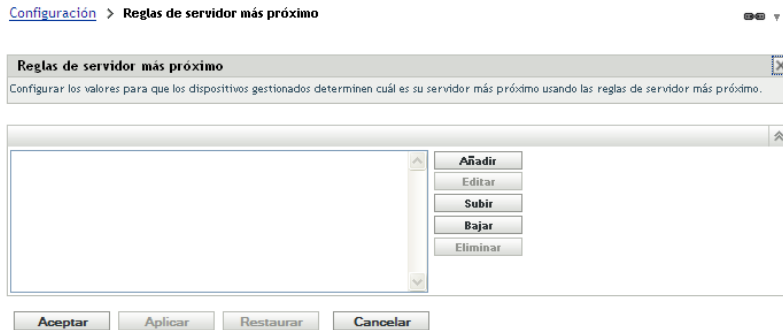 Configuración > Reglas de servidor más próximo
Reglas de servidor más próximo
Configurar los valores para que los dispositivos gestionados determinen cuál es su servidor más próximo usando las reglas de servidor más próximo.
Añadir
Editar
Subir
Bajar
Eliminar
Aceptar Aplicar Restaurar Cancelar